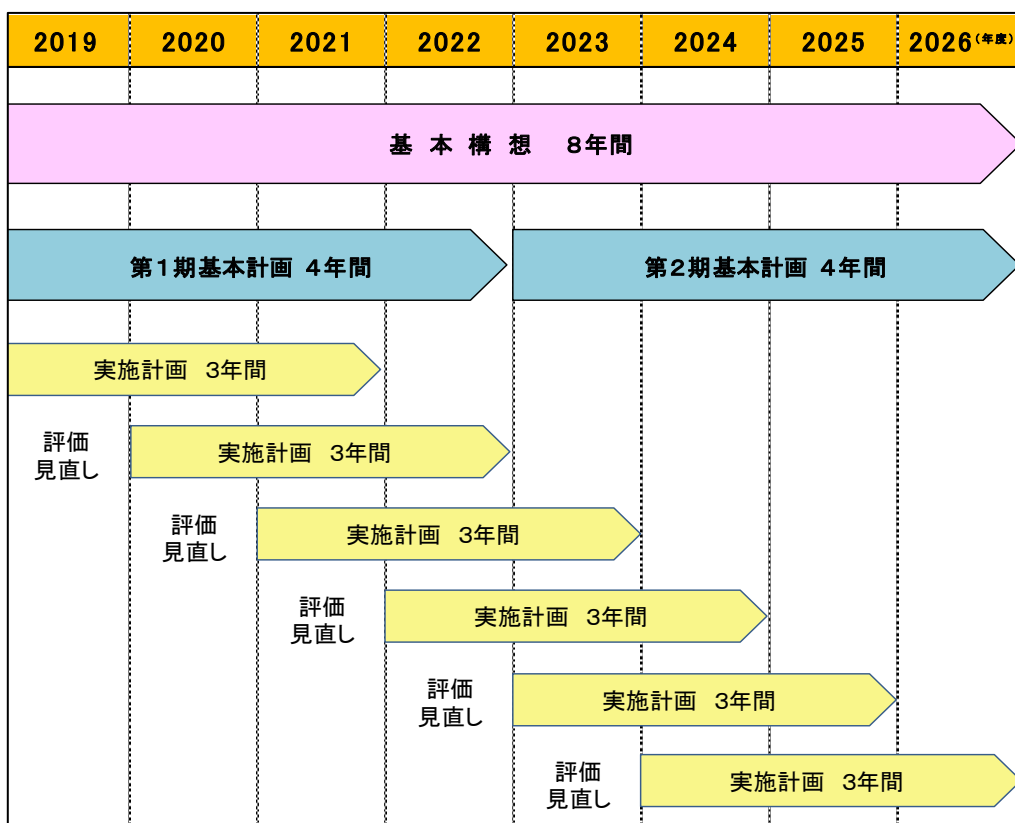 2019 2020 2021 2022 2023 2024 2025 2026(年度)
基本構想 8年間
第1期基本計画 4年間 第2期基本計画 4年間
実施計画 3年間
評価
見直し
実施計画 3年間
評価
見直し
実施計画 3年間
評価
見直し
実施計画 3年間
評価
見直し
実施計画 3年間
評価
見直し
実施計画 3年間